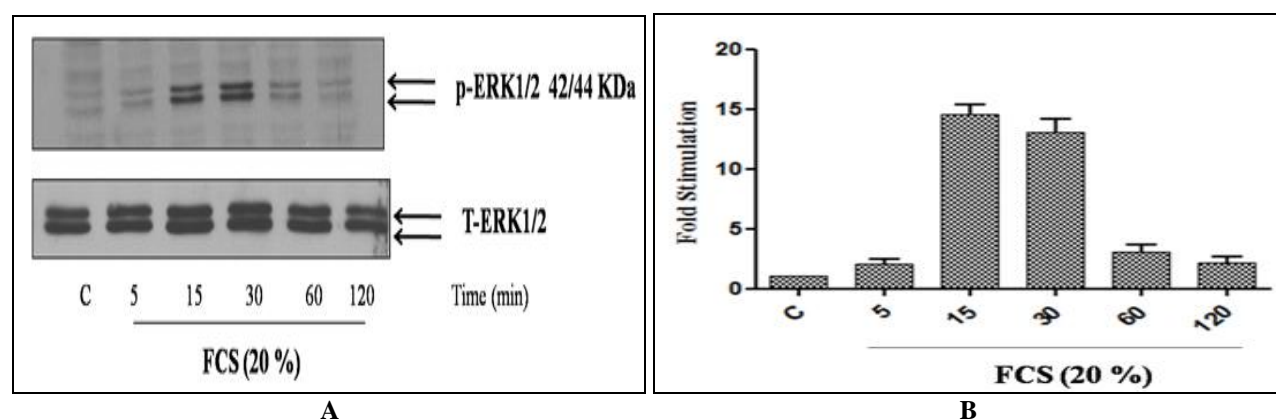 p-ERK1/2 42/44 KDa
T-ERK1/2
C 5 15 30 60 120 Time (min)
FCS (20 %)
A
20
15
10
5
0
Fold Stimulation
C 5 15 30 60 120
FCS (20 %)
B